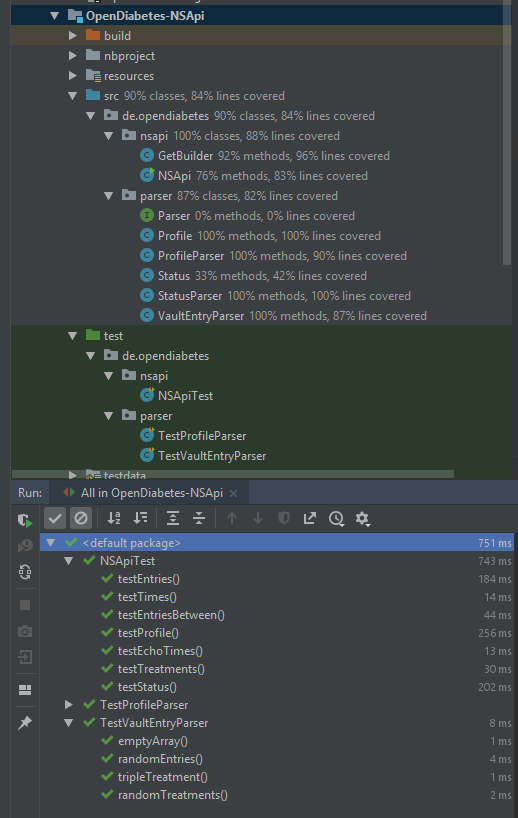 OpenDiabetes-NSApi
build
nbproject
resources
src 90% classes, 84% lines covered
de.opendiabetes 90% classes, 84% lines covered
nsapi 100% classes, 88% lines covered
GetBuilder 92% methods, 96% lines covered
NSApi 76% methods, 83% lines covered
parser 87% classes, 82% lines covered
Parser 0% methods, 0% lines covered
Profile 100% methods, 100% lines covered
ProfileParser 100% methods, 90% lines covered
Status 33% methods, 42% lines covered
StatusParser 100% methods, 100% lines covered
VaultEntryParser 100% methods, 87% lines covered
test
de.opendiabetes
nsapi
NSApiTest
parser
TestProfileParser
TestVaultEntryParser
testdata
Run: All in OpenDiabetes-NSApi
<default package> 751 ms
NSApiTest 743 ms
testEntries() 184 ms
testTimes() 14 ms
testEntriesBetween() 44 ms
testProfile() 256 ms
testEchoTimes() 13 ms
testTreatments() 30 ms
testStatus() 202 ms
TestProfileParser
TestVaultEntryParser 8 ms
emptyArray() 1 ms
randomEntries() 4 ms
tripleTreatment() 1 ms
randomTreatments() 2 ms